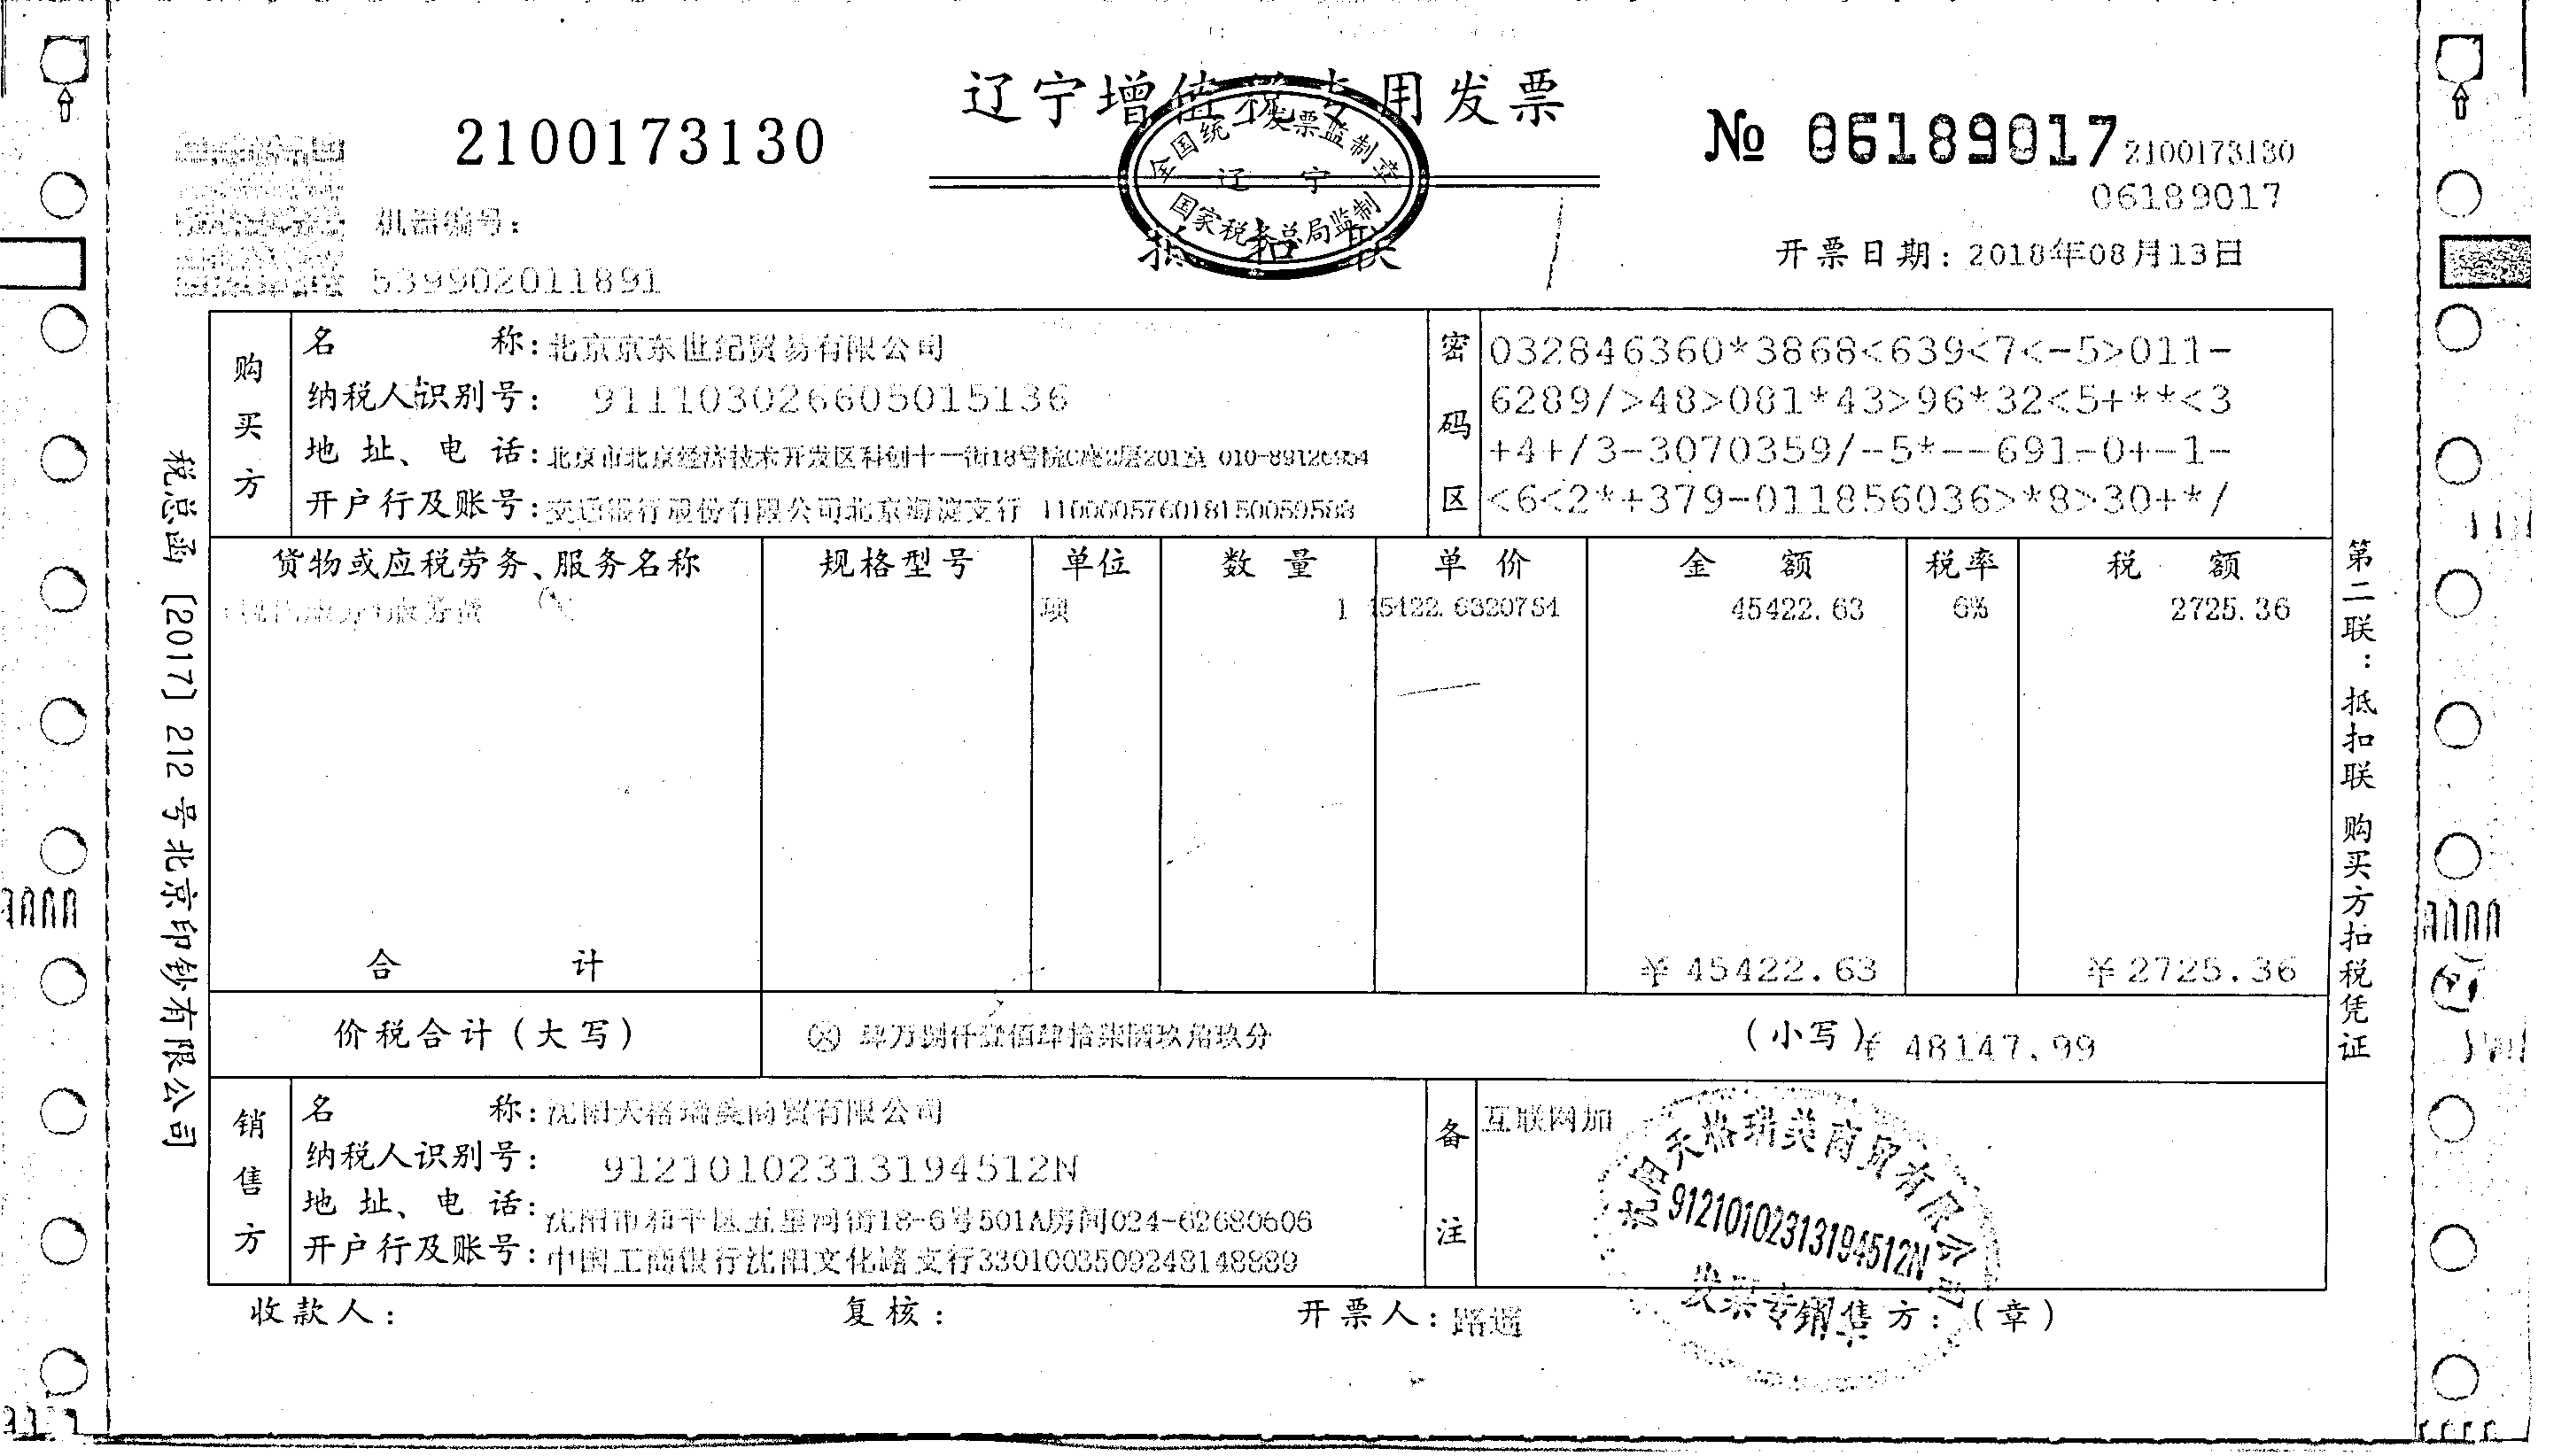 辽宁增值税专用发票
全国统一发票监制章
辽宁
国家税务总局监制
抵扣联
2100173130
№ 06189017
2100173130
06189017
机器编号:
539902011891
开票日期: 2018年08月13日
税总函〔2017〕212号北京印钞有限公司
购买方
名称: 北京京东世纪贸易有限公司
纳税人识别号: 911103026605015136
地址、电话: 北京市北京经济技术开发区科创十一街18号院C座2层201室 010-89126904
开户行及账号: 交通银行股份有限公司北京海淀支行 110060576018150059588
密码区
032846360*3868<639<7<-5>011-
6289/>48>081*43>96*32<5+**<3
+4+/3-3070359/-5*--691-0+-1-
<6<2*+379-011856036>*8>30+*/
货物或应税劳务、服务名称 规格型号 单位 数量 单价 金额 税率 税额
服务费 项 1 45422.6320754 45422.63 6% 2725.36
合计 ¥45422.63 ¥2725.36
价税合计(大写) ⊗ 肆万捌仟壹佰肆拾柒圆玖角玖分 (小写)¥ 48147.99
销售方
名称: 沈阳天格瑞美商贸有限公司
纳税人识别号: 91210102313194512N
地址、电话: 沈阳市和平区五里河街18-6号501A房间024-62680606
开户行及账号: 中国工商银行沈阳文化路支行3301003509248148889
备注
互联网加
沈阳天格瑞美商贸有限公司
91210102313194512N
发票专用章
收款人: 复核: 开票人: 路遥 销售方:(章)
第二联:抵扣联 购买方扣税凭证